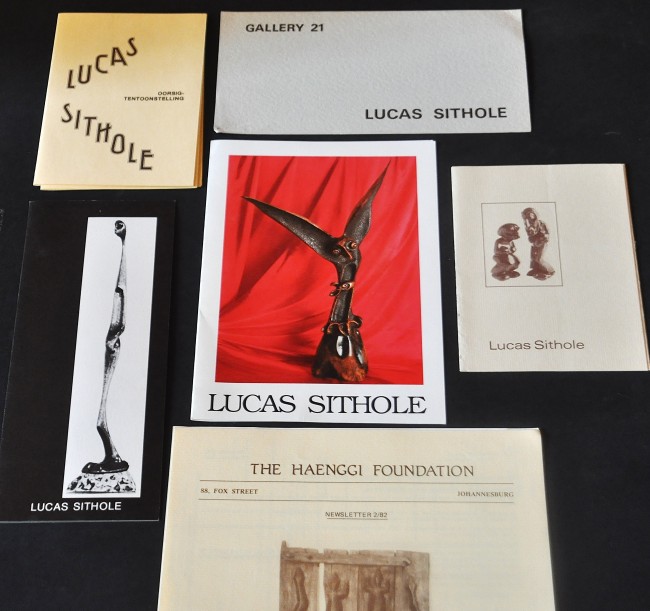 LUCAS
OORSIG-
TENTOONSTELLING
SITHOLE
GALLERY 21
LUCAS SITHOLE
LUCAS SITHOLE
LUCAS SITHOLE
Lucas Sithole
THE HAENGGI FOUNDATION
88, FOX STREET JOHANNESBURG
NEWSLETTER 2/82